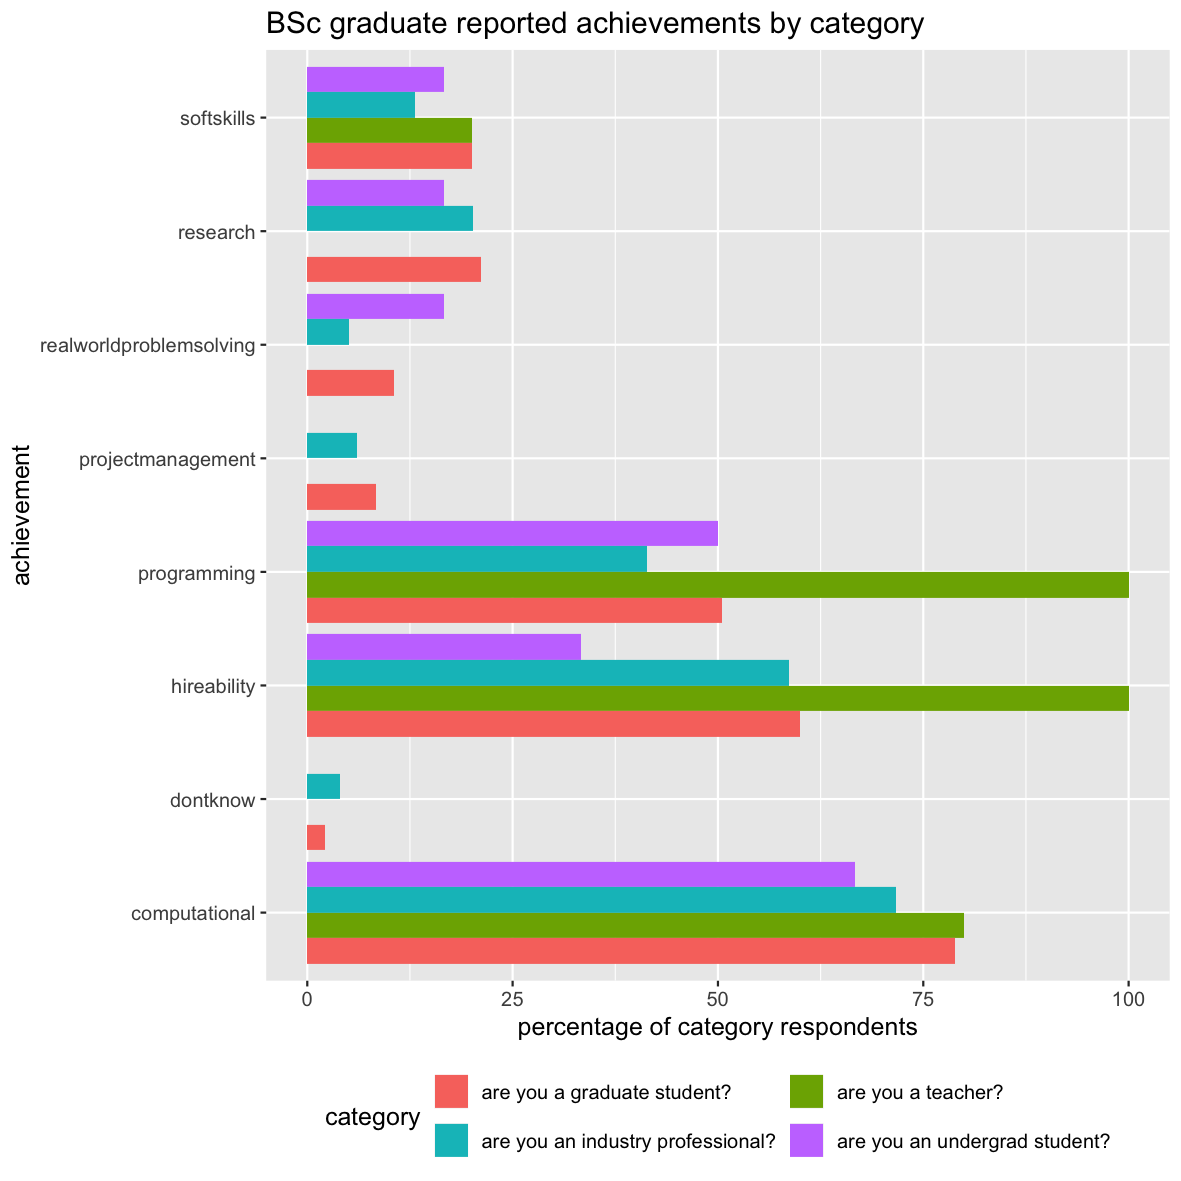 BSc graduate reported achievements by category
achievement
softskills
research
realworldproblemsolving
projectmanagement
programming
hireability
dontknow
computational
0 25 50 75 100
percentage of category respondents
category
are you a graduate student? are you a teacher?
are you an industry professional? are you an undergrad student?